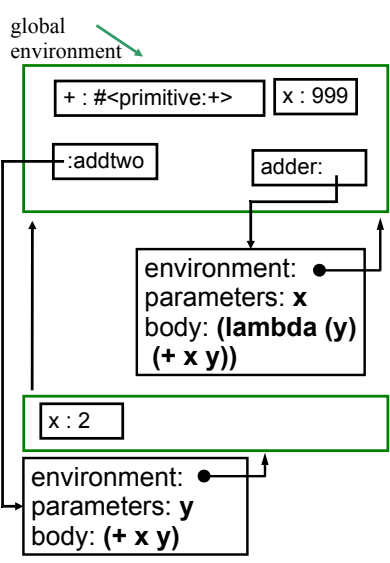 global
environment
+ : #<primitive:+>
x : 999
:addtwo
adder:
environment:
parameters: x
body: (lambda (y)
(+ x y))
x : 2
environment:
parameters: y
body: (+ x y)